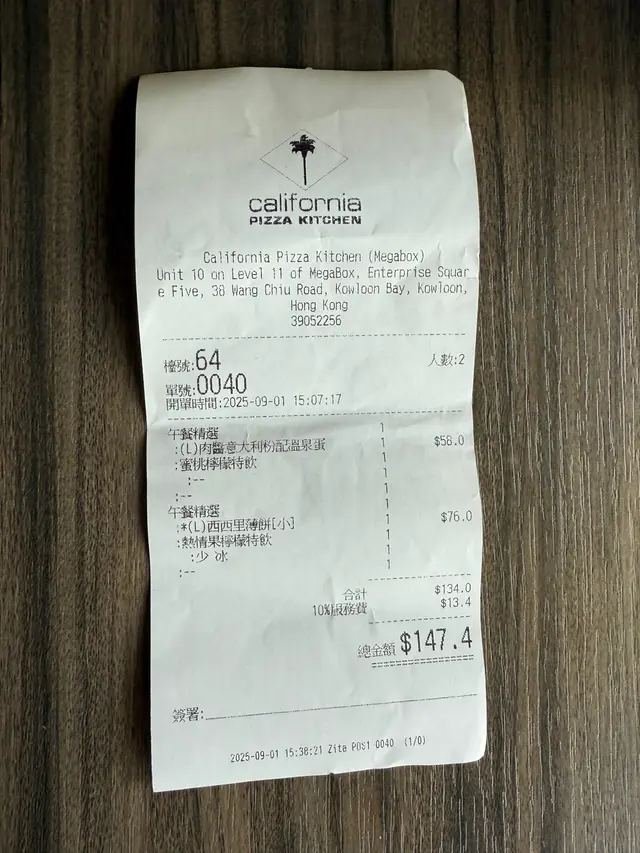 california
PIZZA KITCHEN
California Pizza Kitchen (Megabox)
Unit 10 on Level 11 of MegaBox, Enterprise Squar
e Five, 38 Wang Chiu Road, Kowloon Bay, Kowloon,
Hong Kong
39052256
檯號:64 人數:2
單號:0040
開單時間:2025-09-01 15:07:17
午餐精選 1
:(L)肉醬意大利粉配溫泉蛋 1 $58.0
:蜜桃檸檬特飲 1
:-- 1
:-- 1
午餐精選 1
:*(L)西西里薄餅[小] 1 $76.0
:熱情果檸檬特飲 1
:少 冰 1
:-- 1
合計 $134.0
10%服務費 $13.4
總金額 $147.4
簽署:
2025-09-01 15:38:21 Zita POS1 0040 (1/0)